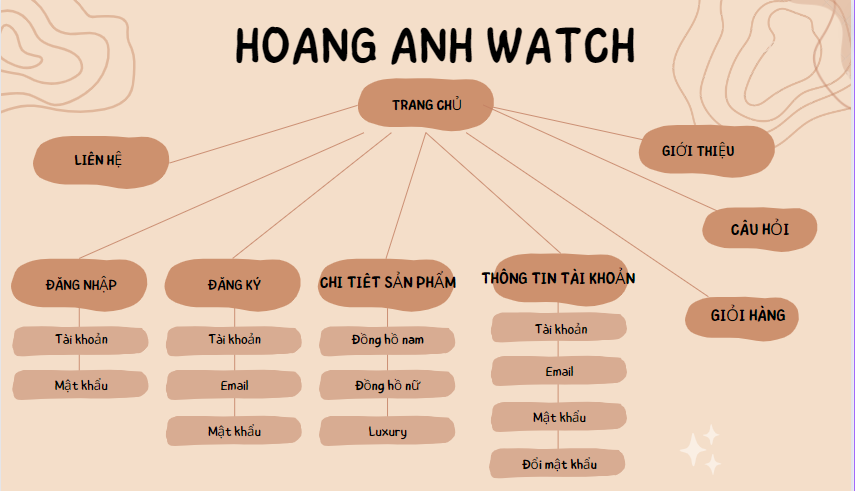 HOANG ANH WATCH
TRANG CHỦ
LIÊN HỆ
GIỚI THIỆU
CÂU HỎI
GIỎI HÀNG
ĐĂNG NHẬP
Tài khoản
Mật khẩu
ĐĂNG KÝ
Tài khoản
Email
Mật khẩu
CHI TIẾT SẢN PHẨM
Đồng hồ nam
Đồng hồ nữ
Luxury
THÔNG TIN TÀI KHOẢN
Tài khoản
Email
Mật khẩu
Đổi mật khẩu